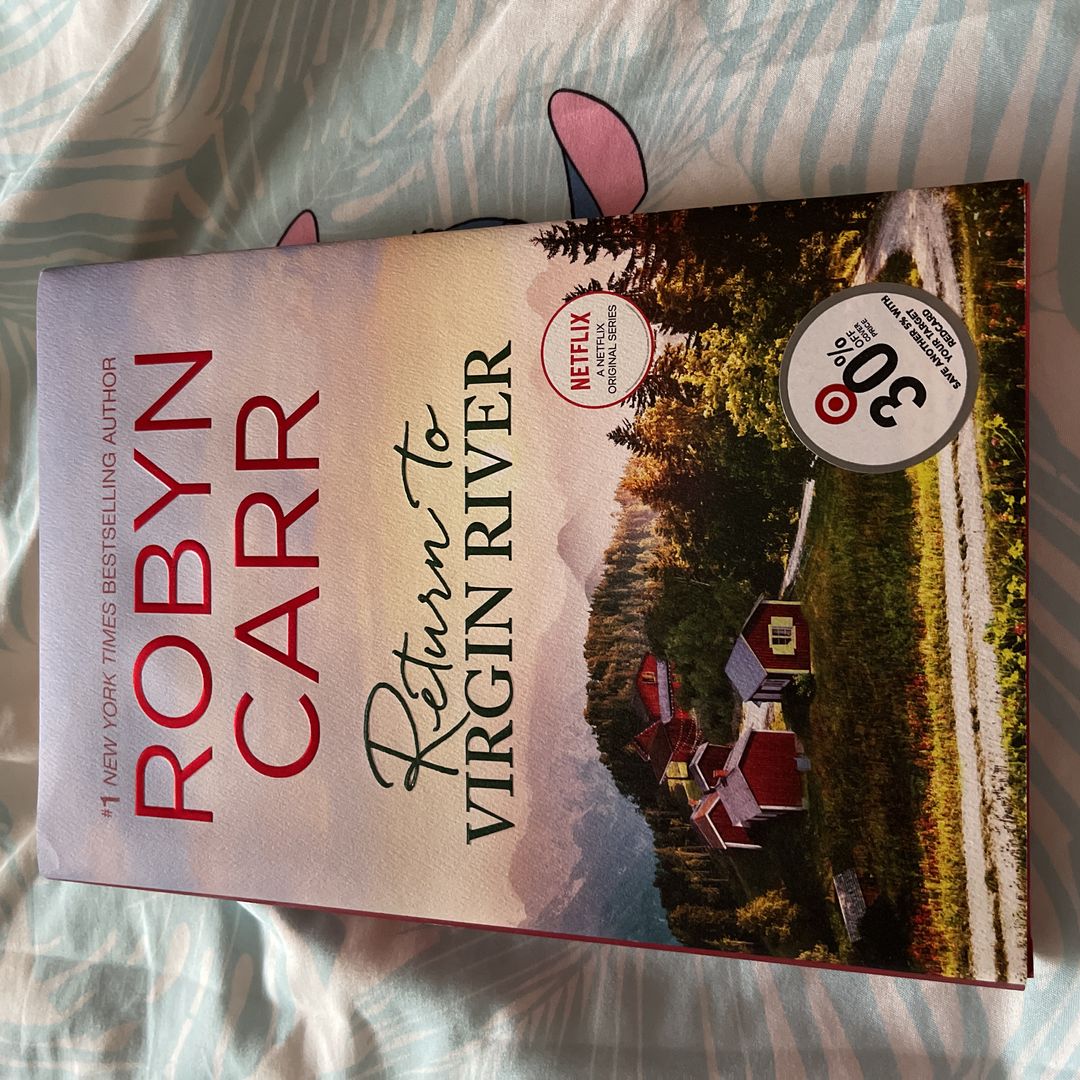 #1 NEW YORK TIMES BESTSELLING AUTHOR
ROBYN
CARR
Return to
VIRGIN RIVER
NETFLIX
A NETFLIX
ORIGINAL SERIES
30%
OFF
COVER
PRICE
SAVE ANOTHER 5% WITH
YOUR TARGET
REDCARD